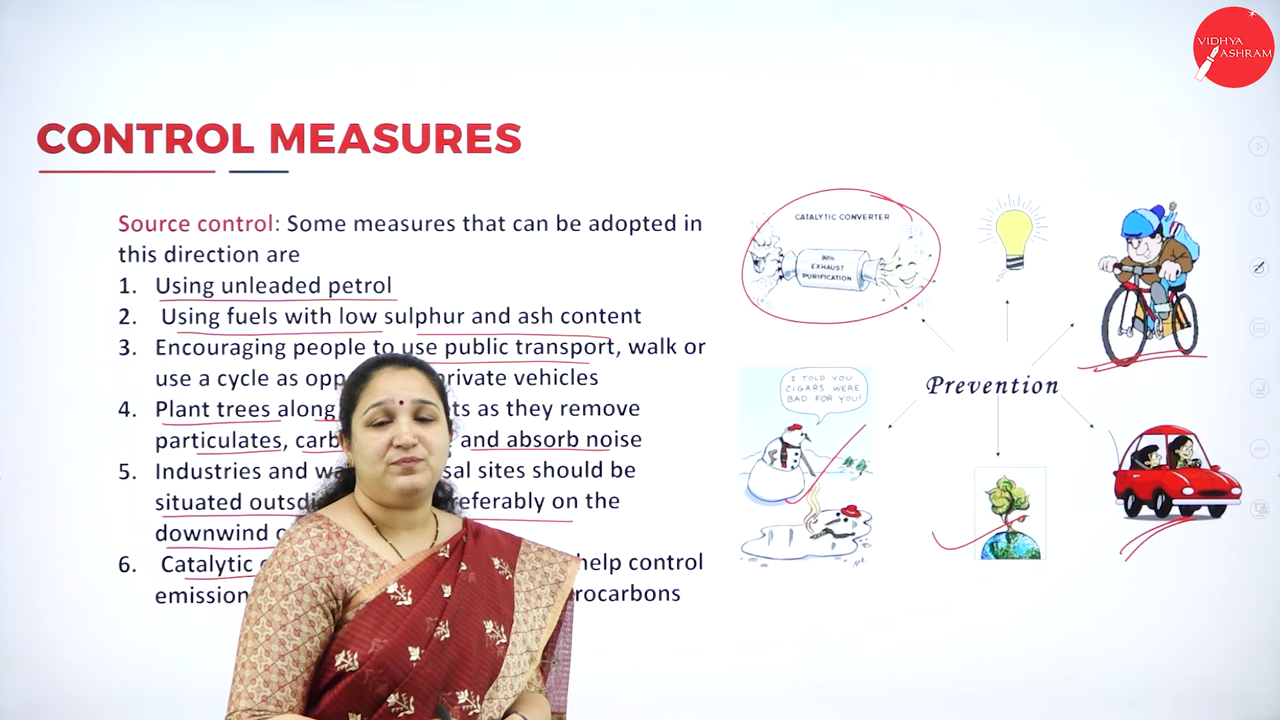 VIDHYA
ASHRAM
CONTROL MEASURES
Source control: Some measures that can be adopted in
this direction are
1. Using unleaded petrol
2. Using fuels with low sulphur and ash content
3. Encouraging people to use public transport, walk or
use a cycle as opp private vehicles
4. Plant trees along ts as they remove
particulates, carb and absorb noise
5. Industries and wa sal sites should be
situated outsd referably on the
downwind o
6. Catalytic help control
emission rocarbons
CATALYTIC CONVERTER
90%
EXHAUST
PURIFICATION
I TOLD YOU
CIGARS WERE
BAD FOR YOU!
Prevention